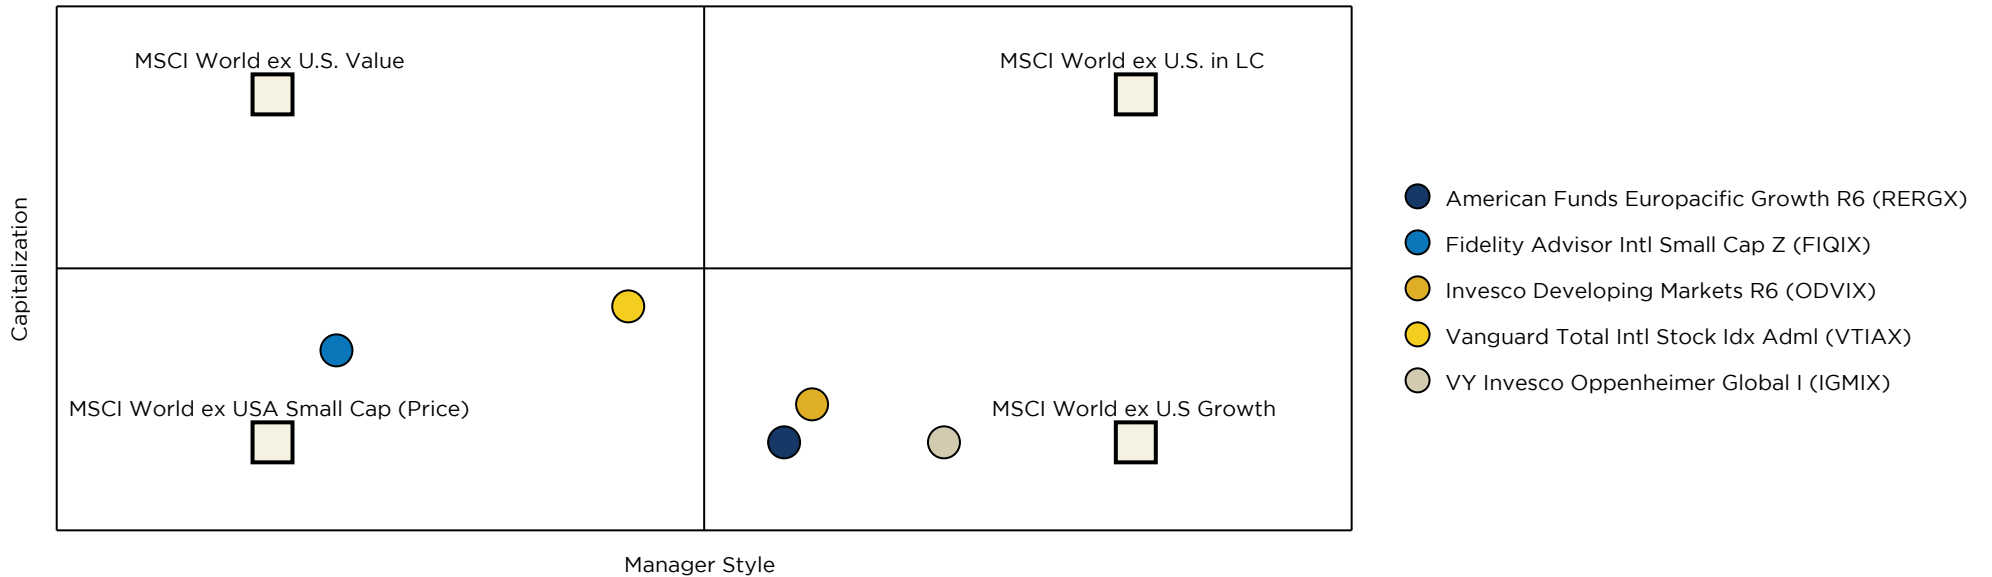 MSCI World ex U.S. Value
MSCI World ex U.S. in LC
Capitalization
American Funds Europacific Growth R6 (RERGX)
Fidelity Advisor Intl Small Cap Z (FIQIX)
Invesco Developing Markets R6 (ODVIX)
Vanguard Total Intl Stock Idx Adml (VTIAX)
VY Invesco Oppenheimer Global I (IGMIX)
MSCI World ex USA Small Cap (Price)
MSCI World ex U.S Growth
Manager Style